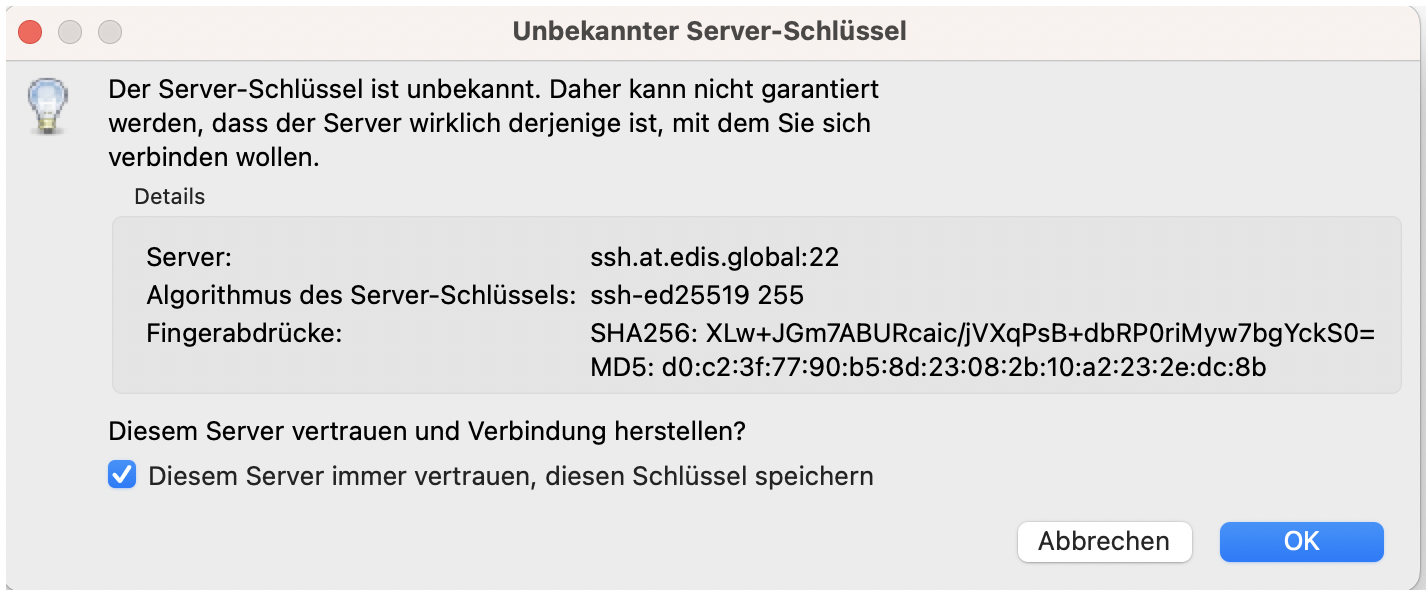 Unbekannter Server-Schlüssel
Der Server-Schlüssel ist unbekannt. Daher kann nicht garantiert
werden, dass der Server wirklich derjenige ist, mit dem Sie sich
verbinden wollen.
Details
Server: ssh.at.edis.global:22
Algorithmus des Server-Schlüssels: ssh-ed25519 255
Fingerabdrücke: SHA256: XLw+JGm7ABURcaic/jVXqPsB+dbRP0riMyw7bgYckS0=
MD5: d0:c2:3f:77:90:b5:8d:23:08:2b:10:a2:23:2e:dc:8b
Diesem Server vertrauen und Verbindung herstellen?
Diesem Server immer vertrauen, diesen Schlüssel speichern
Abbrechen OK